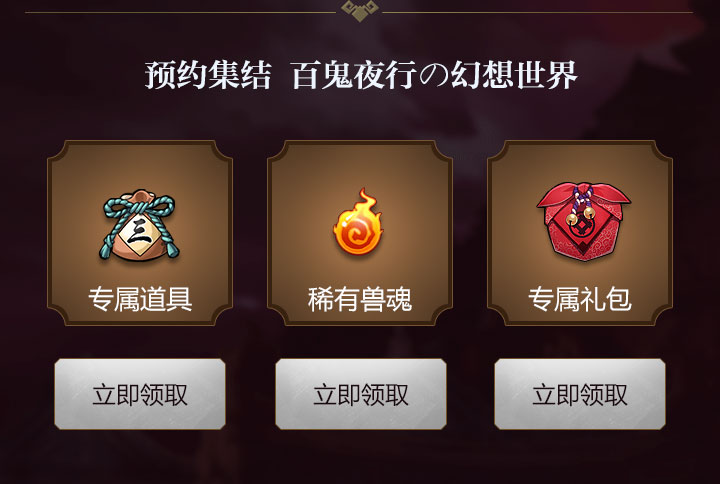 预约集结 百鬼夜行の幻想世界
三
专属道具
稀有兽魂
专属礼包
立即领取
立即领取
立即领取